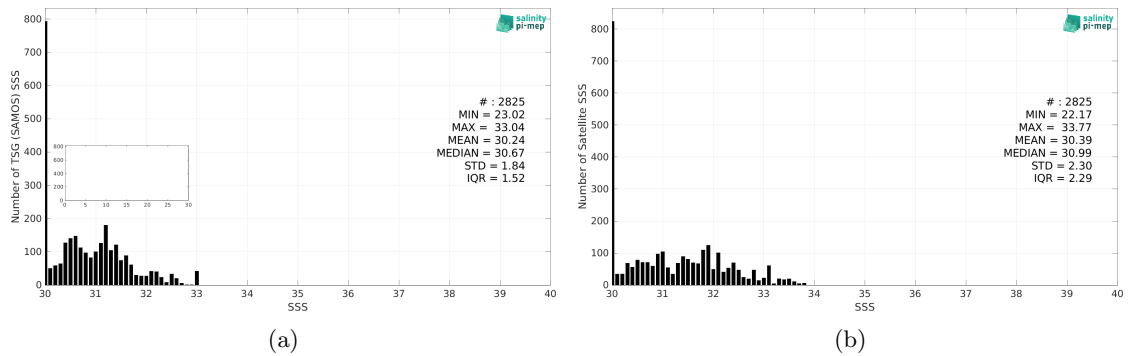 800
700
600
500
400
300
200
100
0
Number of TSG (SAMOS) SSS
salinity
pi-mep
# : 2825
MIN = 23.02
MAX = 33.04
MEAN = 30.24
MEDIAN = 30.67
STD = 1.84
IQR = 1.52
800
600
400
200
0
0 5 10 15 20 25 30
30 31 32 33 34 35 36 37 38 39 40
SSS
(a)
800
700
600
500
400
300
200
100
0
Number of Satellite SSS
salinity
pi-mep
# : 2825
MIN = 22.17
MAX = 33.77
MEAN = 30.39
MEDIAN = 30.99
STD = 2.30
IQR = 2.29
30 31 32 33 34 35 36 37 38 39 40
SSS
(b)